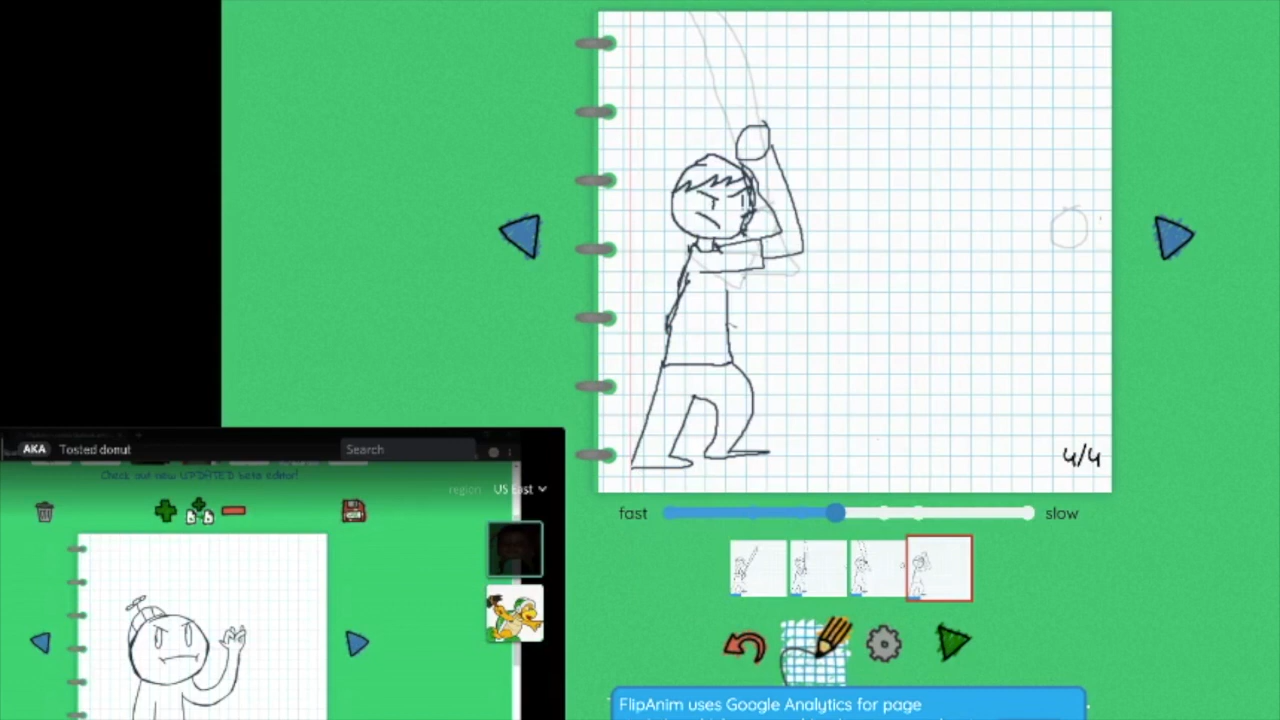 4/4
fast
slow
AKA Tosted donut
Search
Check out new UPDATED beta editor!
region US East
FlipAnim uses Google Analytics for page